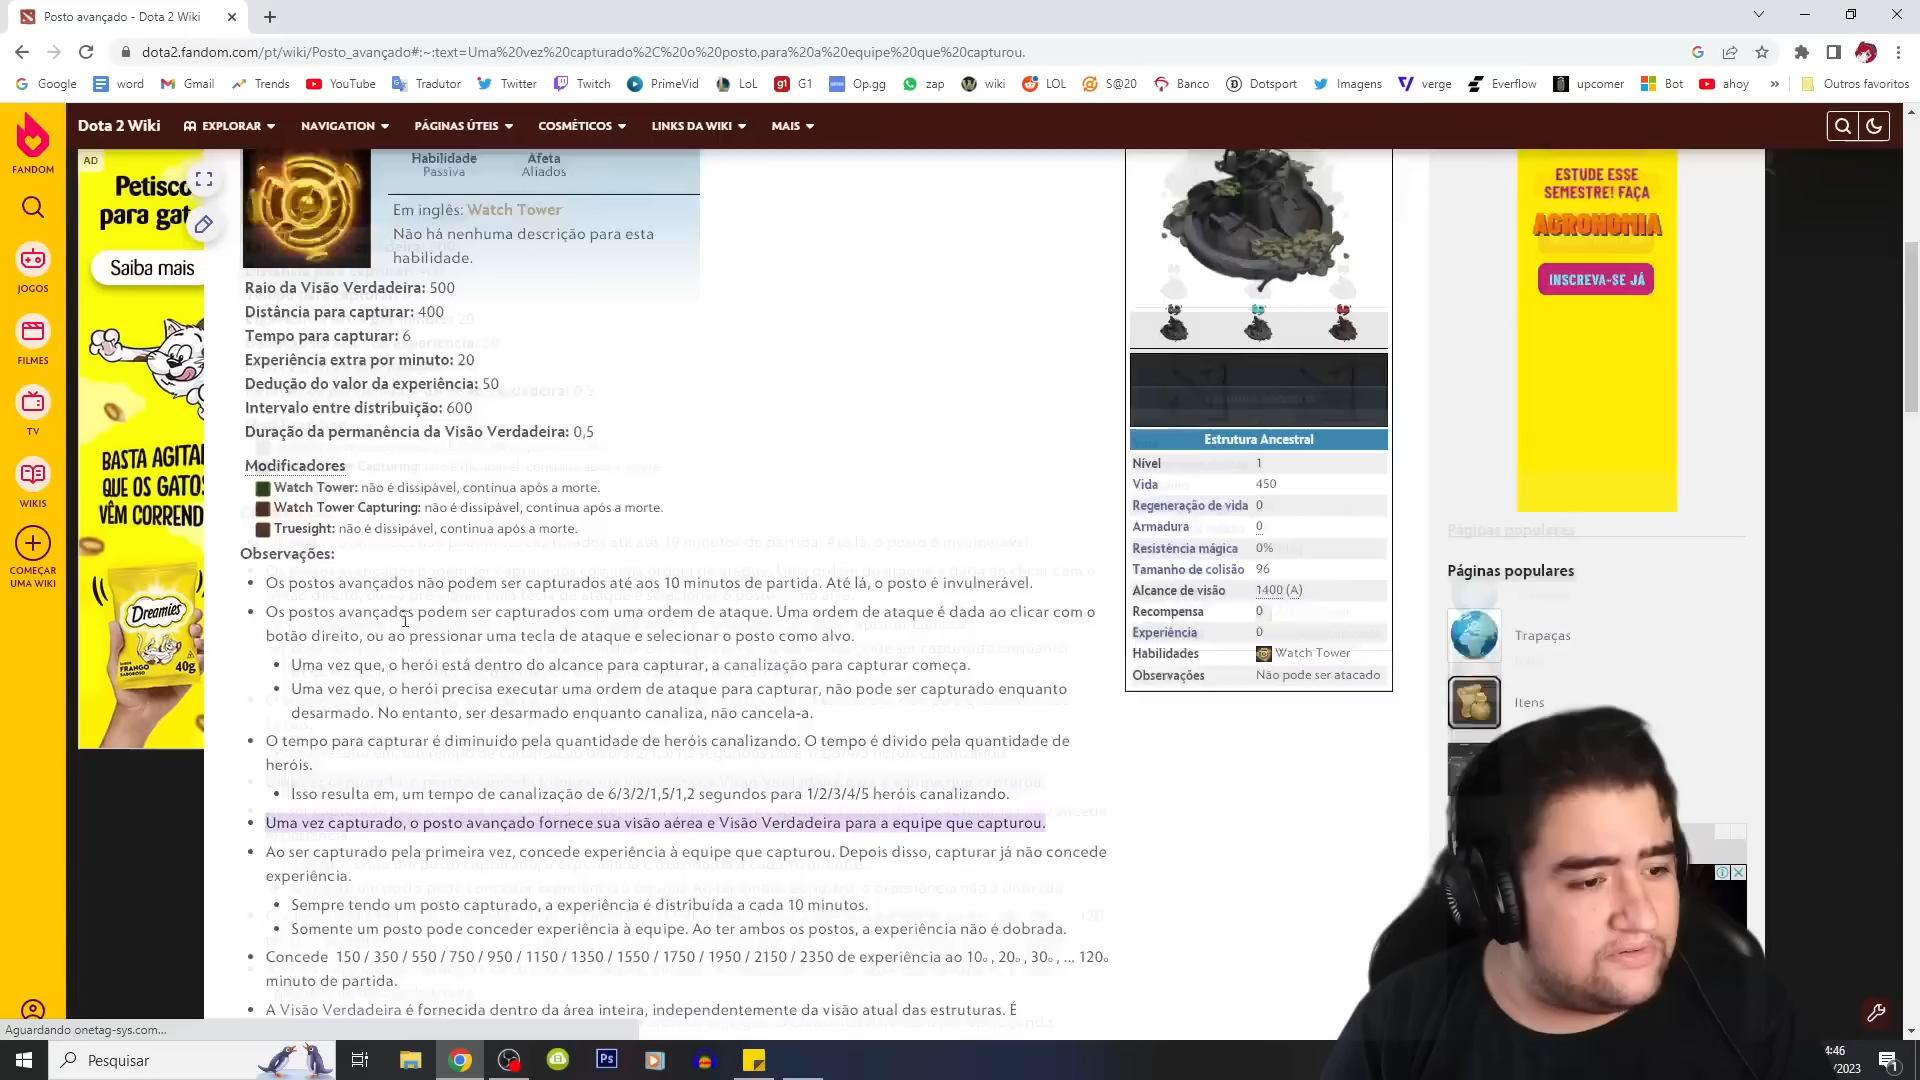 Posto avançado - Dota 2 Wiki
dota2.fandom.com/pt/wiki/Posto_avançado#:~:text=Uma%20vez%20capturado%2C%20o%20posto,para%20a%20equipe%20que%20capturou.
Google word Gmail Trends YouTube Tradutor Twitter Twitch PrimeVid LoL G1 Op.gg zap wiki LOL S@20 Banco Dotsport Imagens verge Everflow upcomer Bot ahoy » Outros favoritos
FANDOM
JOGOS
FILMES
TV
WIKIS
COMEÇAR
UMA WIKI
Dota 2 Wiki EXPLORAR NAVIGATION PÁGINAS ÚTEIS COSMÉTICOS LINKS DA WIKI MAIS
AD
Petisco
para gat
Saiba mais
BASTA AGITAR
QUE OS GATOS
VÊM CORREND
Dreamies
SABOR
FRANGO
SABOROSO
40g
Habilidade Afeta
Passiva Aliados
Em inglês: Watch Tower
Não há nenhuma descrição para esta
habilidade.
Raio da Visão Verdadeira: 500
Distância para capturar: 400
Tempo para capturar: 6
Experiência extra por minuto: 20
Dedução do valor da experiência: 50
Intervalo entre distribuição: 600
Duração da permanência da Visão Verdadeira: 0,5
Modificadores
Watch Tower: não é dissipável, continua após a morte.
Watch Tower Capturing: não é dissipável, continua após a morte.
Truesight: não é dissipável, continua após a morte.
Observações:
• Os postos avançados não podem ser capturados até aos 10 minutos de partida. Até lá, o posto é invulnerável.
• Os postos avançados podem ser capturados com uma ordem de ataque. Uma ordem de ataque é dada ao clicar com o
botão direito, ou ao pressionar uma tecla de ataque e selecionar o posto como alvo.
• Uma vez que, o herói está dentro do alcance para capturar, a canalização para capturar começa.
• Uma vez que, o herói precisa executar uma ordem de ataque para capturar, não pode ser capturado enquanto
desarmado. No entanto, ser desarmado enquanto canaliza, não cancela-a.
• O tempo para capturar é diminuído pela quantidade de heróis canalizando. O tempo é divido pela quantidade de
heróis.
• Isso resulta em, um tempo de canalização de 6/3/2/1,5/1,2 segundos para 1/2/3/4/5 heróis canalizando.
• Uma vez capturado, o posto avançado fornece sua visão aérea e Visão Verdadeira para a equipe que capturou.
• Ao ser capturado pela primeira vez, concede experiência à equipe que capturou. Depois disso, capturar já não concede
experiência.
• Sempre tendo um posto capturado, a experiência é distribuída a cada 10 minutos.
• Somente um posto pode conceder experiência à equipe. Ao ter ambos os postos, a experiência não é dobrada.
• Concede 150 / 350 / 550 / 750 / 950 / 1150 / 1350 / 1550 / 1750 / 1950 / 2150 / 2350 de experiência ao 10º , 20º , 30º , ... 120º
minuto de partida.
• A Visão Verdadeira é fornecida dentro da área inteira, independentemente da visão atual das estruturas. É
Estrutura Ancestral
Nível 1
Vida 450
Regeneração de vida 0
Armadura 0
Resistência mágica 0%
Tamanho de colisão 96
Alcance de visão 1400 (A)
Recompensa 0
Experiência 0
Habilidades Watch Tower
Observações Não pode ser atacado
ESTUDE ESSE
SEMESTRE! FAÇA
AGRONOMIA
INSCREVA-SE JÁ
Páginas populares
Páginas populares
Trapaças
Itens
Aguardando onetag-sys.com...
Pesquisar
Ps
4:46
/2023
1